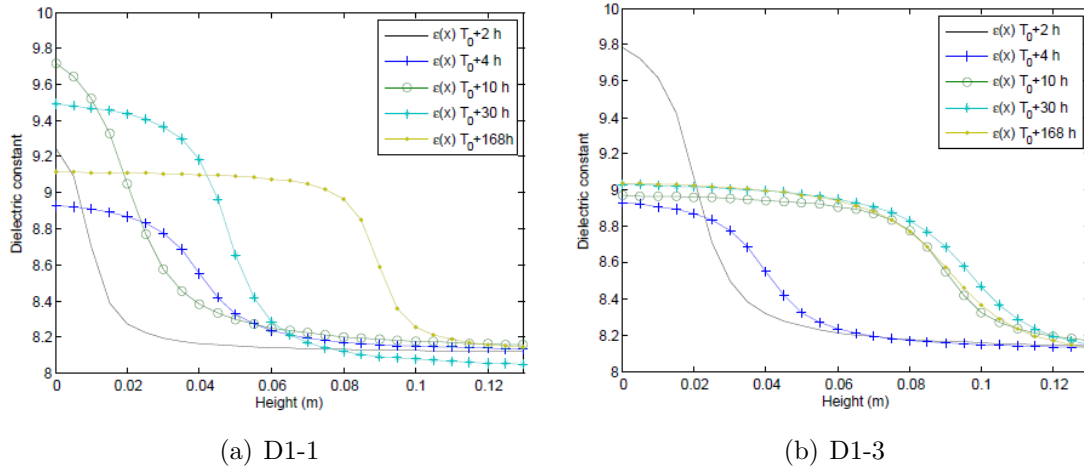 10
9.8
9.6
9.4
9.2
9
8.8
8.6
8.4
8.2
8
Dielectric constant
0 0.02 0.04 0.06 0.08 0.1 0.12
Height (m)
ε(x) T0+2 h
ε(x) T0+4 h
ε(x) T0+10 h
ε(x) T0+30 h
ε(x) T0+168h
(a) D1-1
10
9.8
9.6
9.4
9.2
9
8.8
8.6
8.4
8.2
8
Dielectric constant
0 0.02 0.04 0.06 0.08 0.1 0.12
Height (m)
ε(x) T0+2 h
ε(x) T0+4 h
ε(x) T0+10 h
ε(x) T0+30 h
ε(x) T0+168 h
(b) D1-3